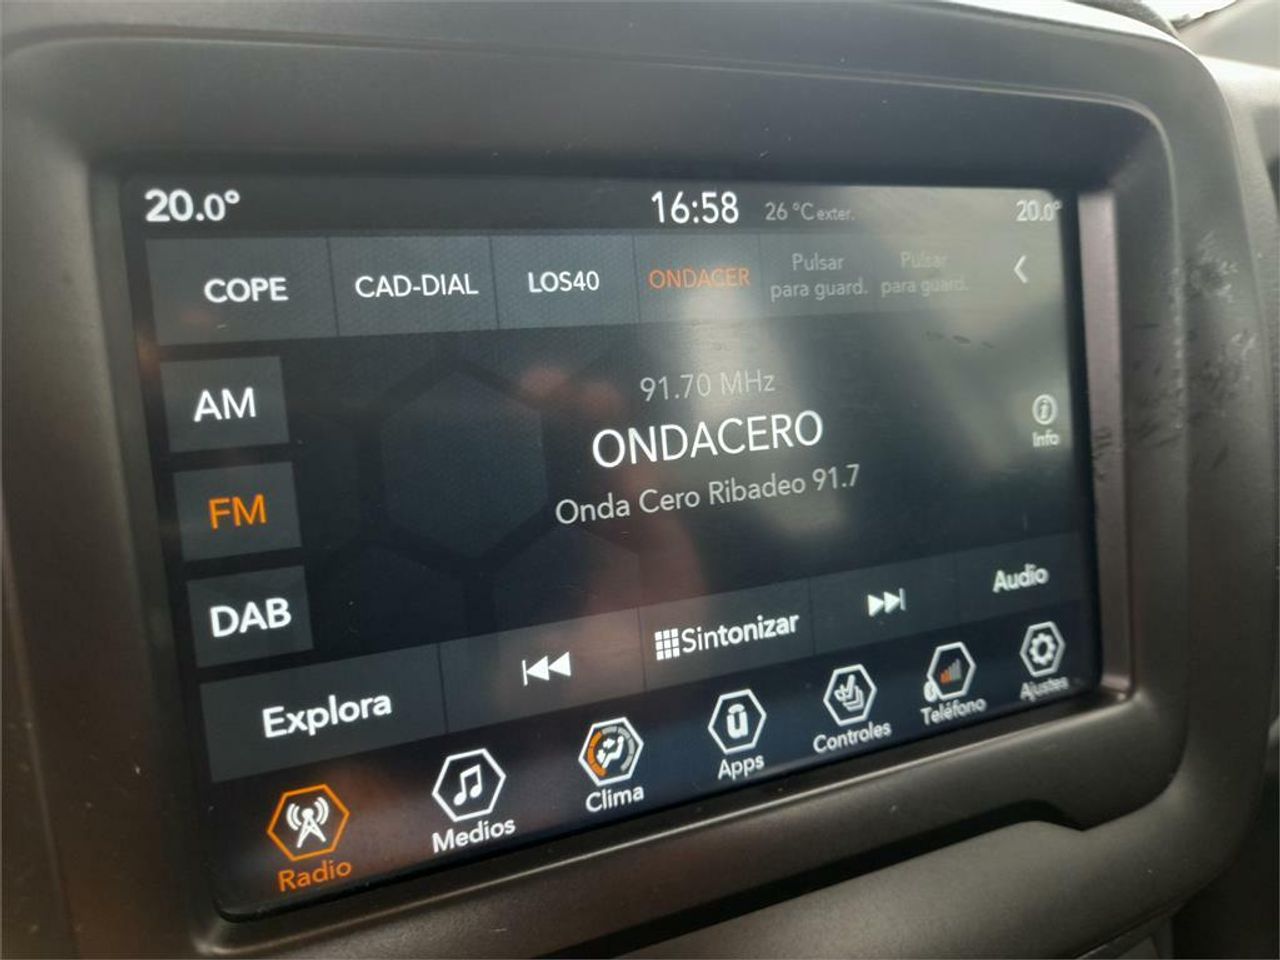 20.0°
16:58
26 °C exter.
20.0°
COPE
CAD-DIAL
LOS40
ONDACER
Pulsar
para guard.
Pulsar
para guard.
AM
91.70 MHz
ONDACERO
Onda Cero Ribadeo 91.7
Info
FM
DAB
Explora
Sintonizar
Audio
Radio
Medios
Clima
Apps
Controles
Teléfono
Ajustes